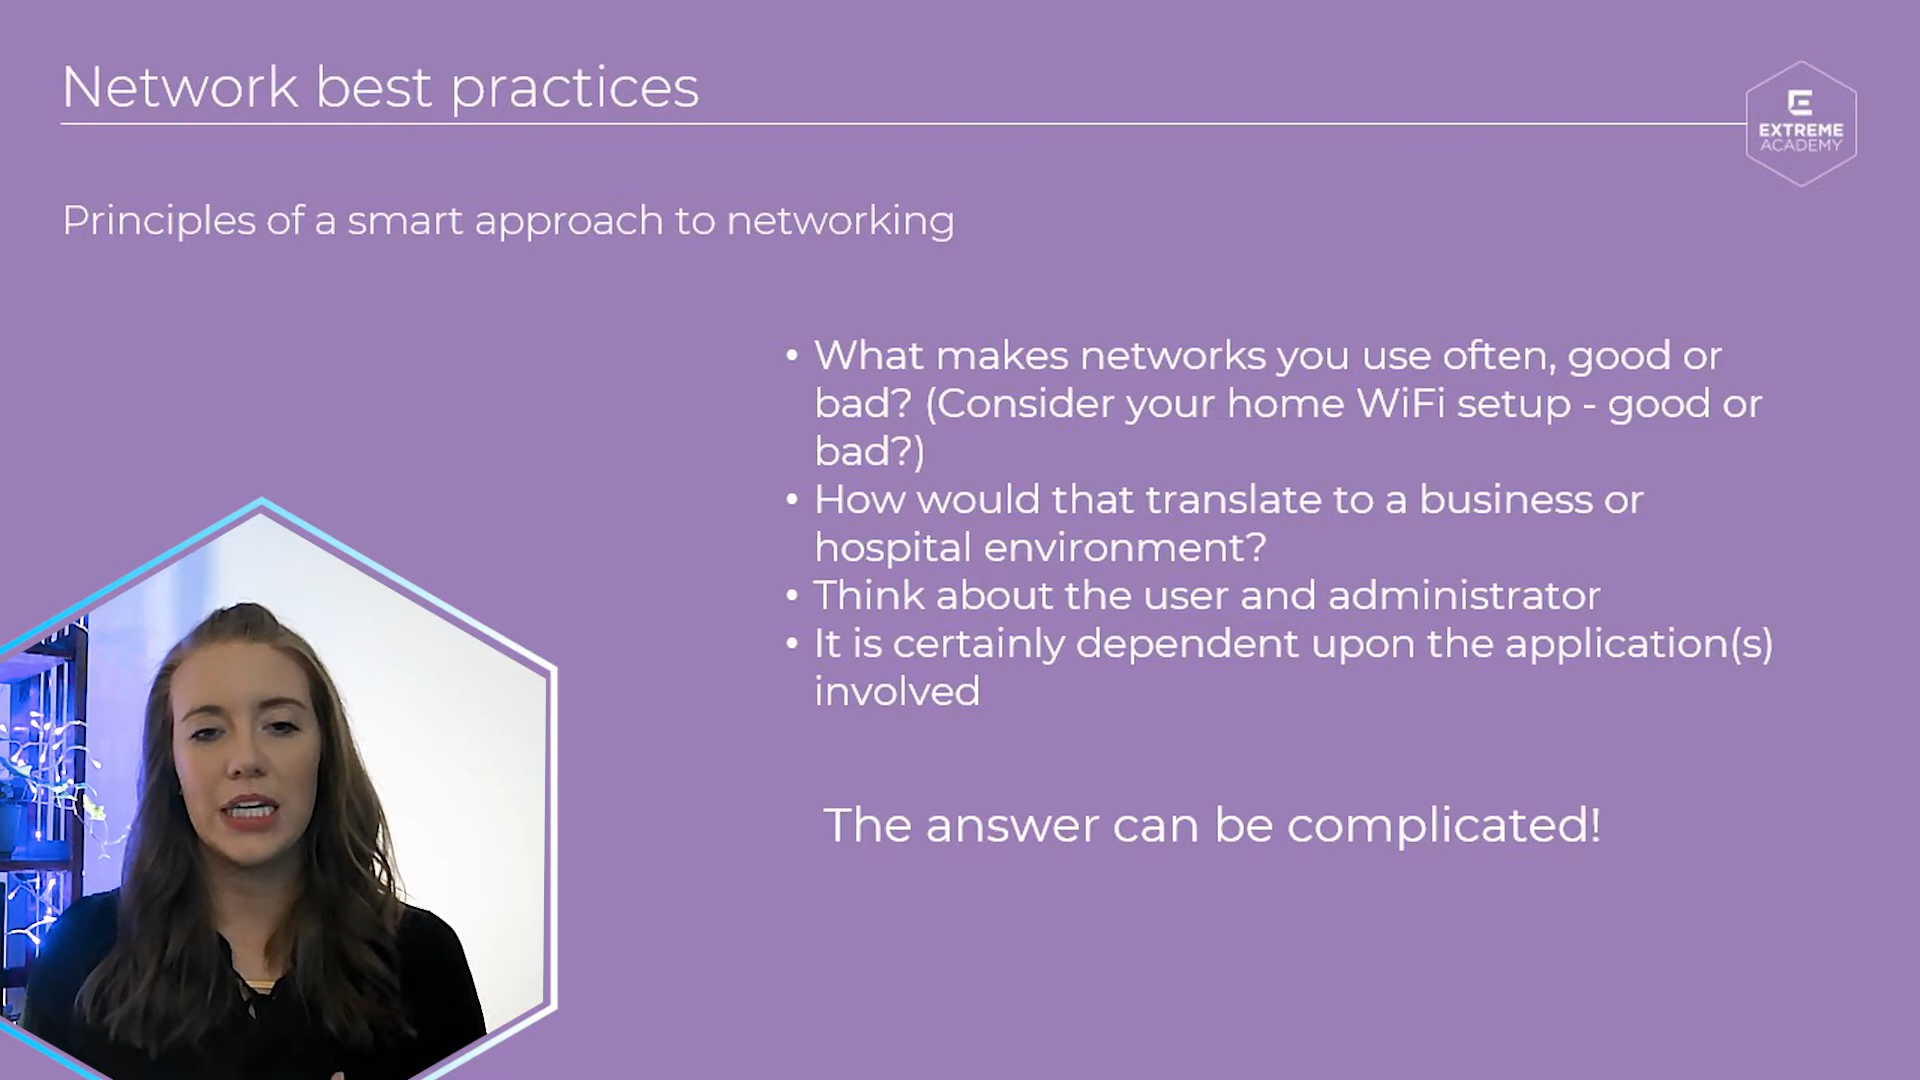 Network best practices
EXTREME
ACADEMY
Principles of a smart approach to networking
• What makes networks you use often, good or
bad? (Consider your home WiFi setup - good or
bad?)
• How would that translate to a business or
hospital environment?
• Think about the user and administrator
• It is certainly dependent upon the application(s)
involved
The answer can be complicated!